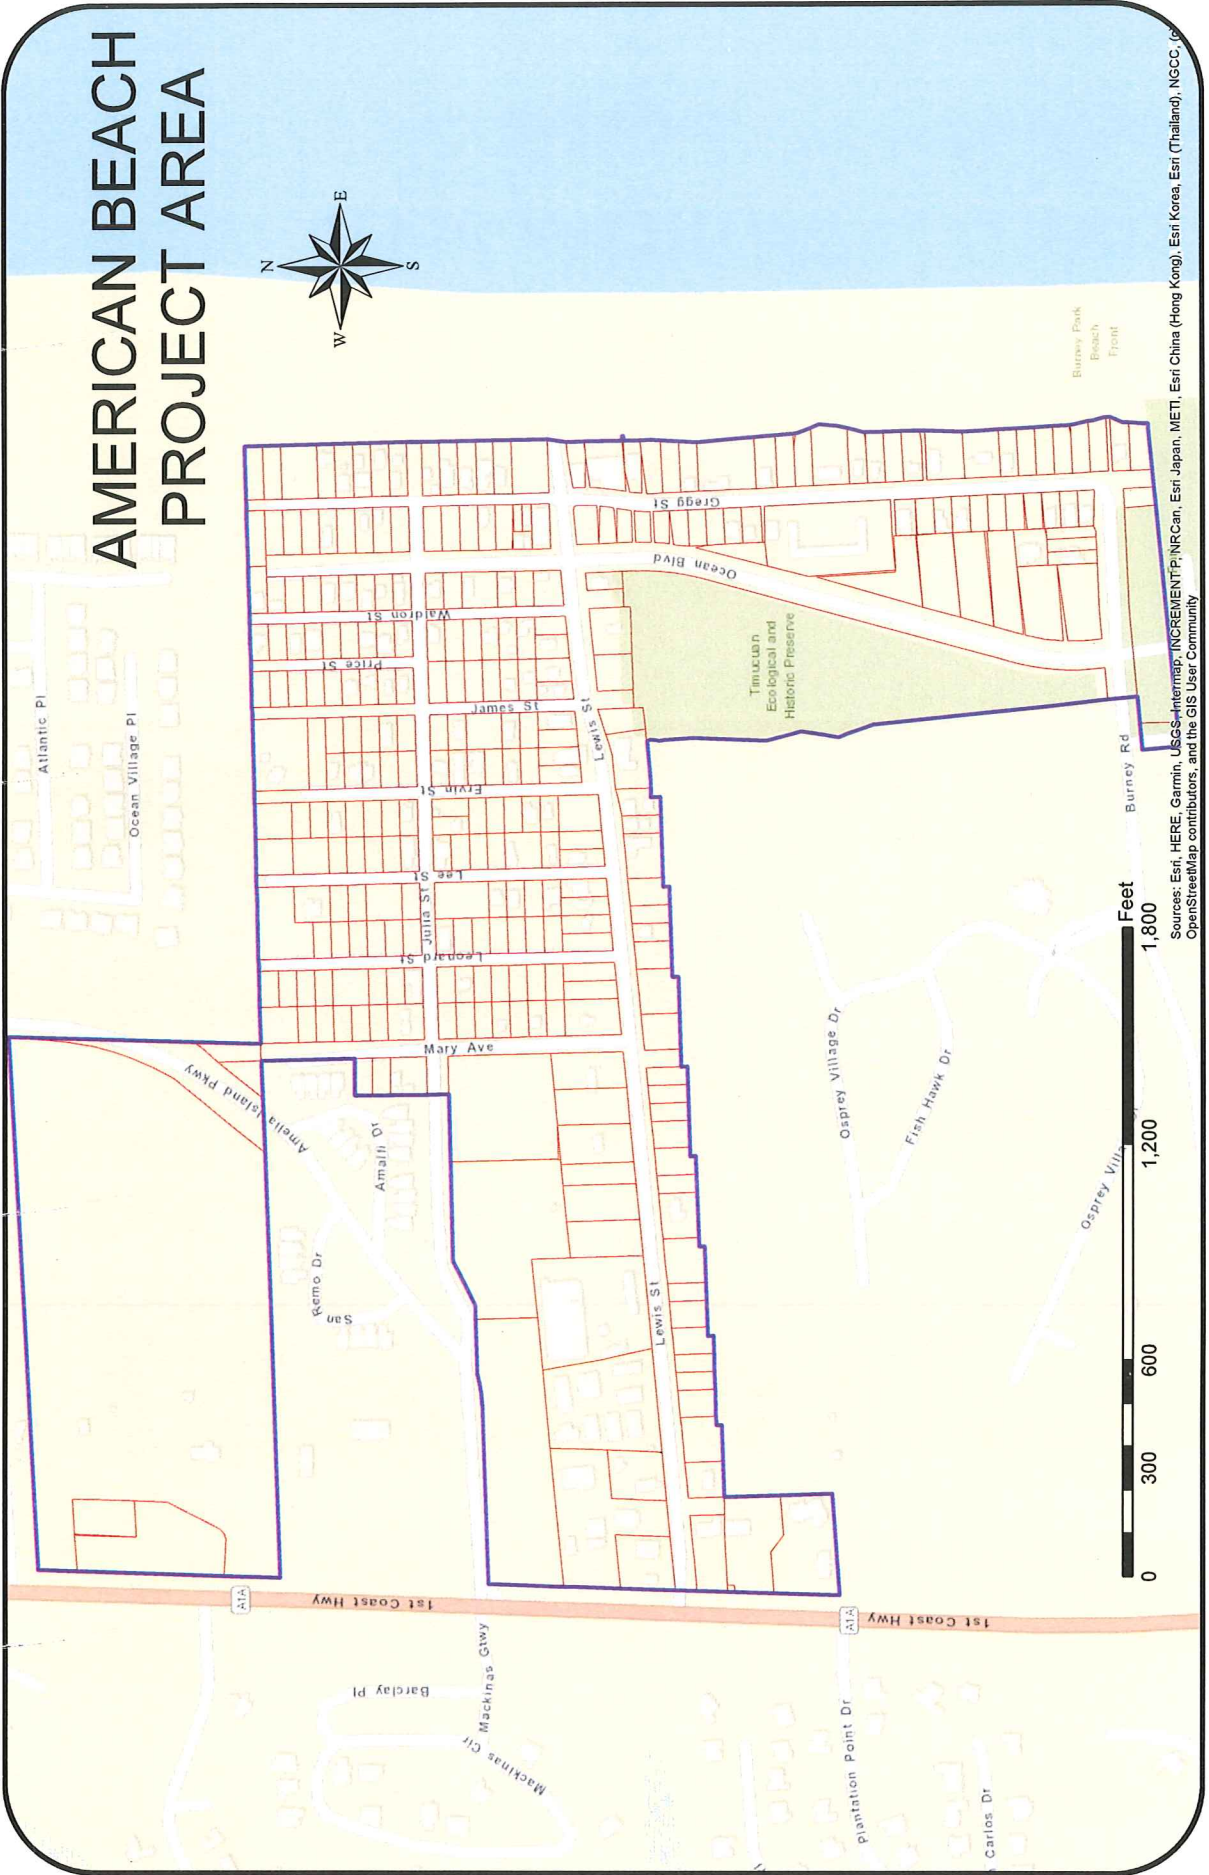 AMERICAN BEACH
PROJECT AREA
N
W
E
S
Atlantic Pl
Ocean Village Pl
Amelia Island Pkwy
Amalfi Dr
San
Remo Dr
Waldron St
Price St
James St
Ervin St
Lee St
Julia St
Leonard St
Mary Ave
Lewis St
Lewis St
Gregg St
Ocean Blvd
Timucuan
Ecological and
Historic Preserve
Burney Park
Beach
Front
Burney Rd
Osprey Village Dr
Fish Hawk Dr
Osprey Villa
A1A
1st Coast Hwy
A1A
1st Coast Hwy
Barclay Pl
Mackinas Gtwy
Mackinas Cir
Plantation Point Dr
Carlos Dr
0 300 600 1,200 1,800
Feet
Sources: Esri, HERE, Garmin, USGS, Intermap, INCREMENT P, NRCan, Esri Japan, METI, Esri China (Hong Kong), Esri Korea, Esri (Thailand), NGCC, (c)
OpenStreetMap contributors, and the GIS User Community